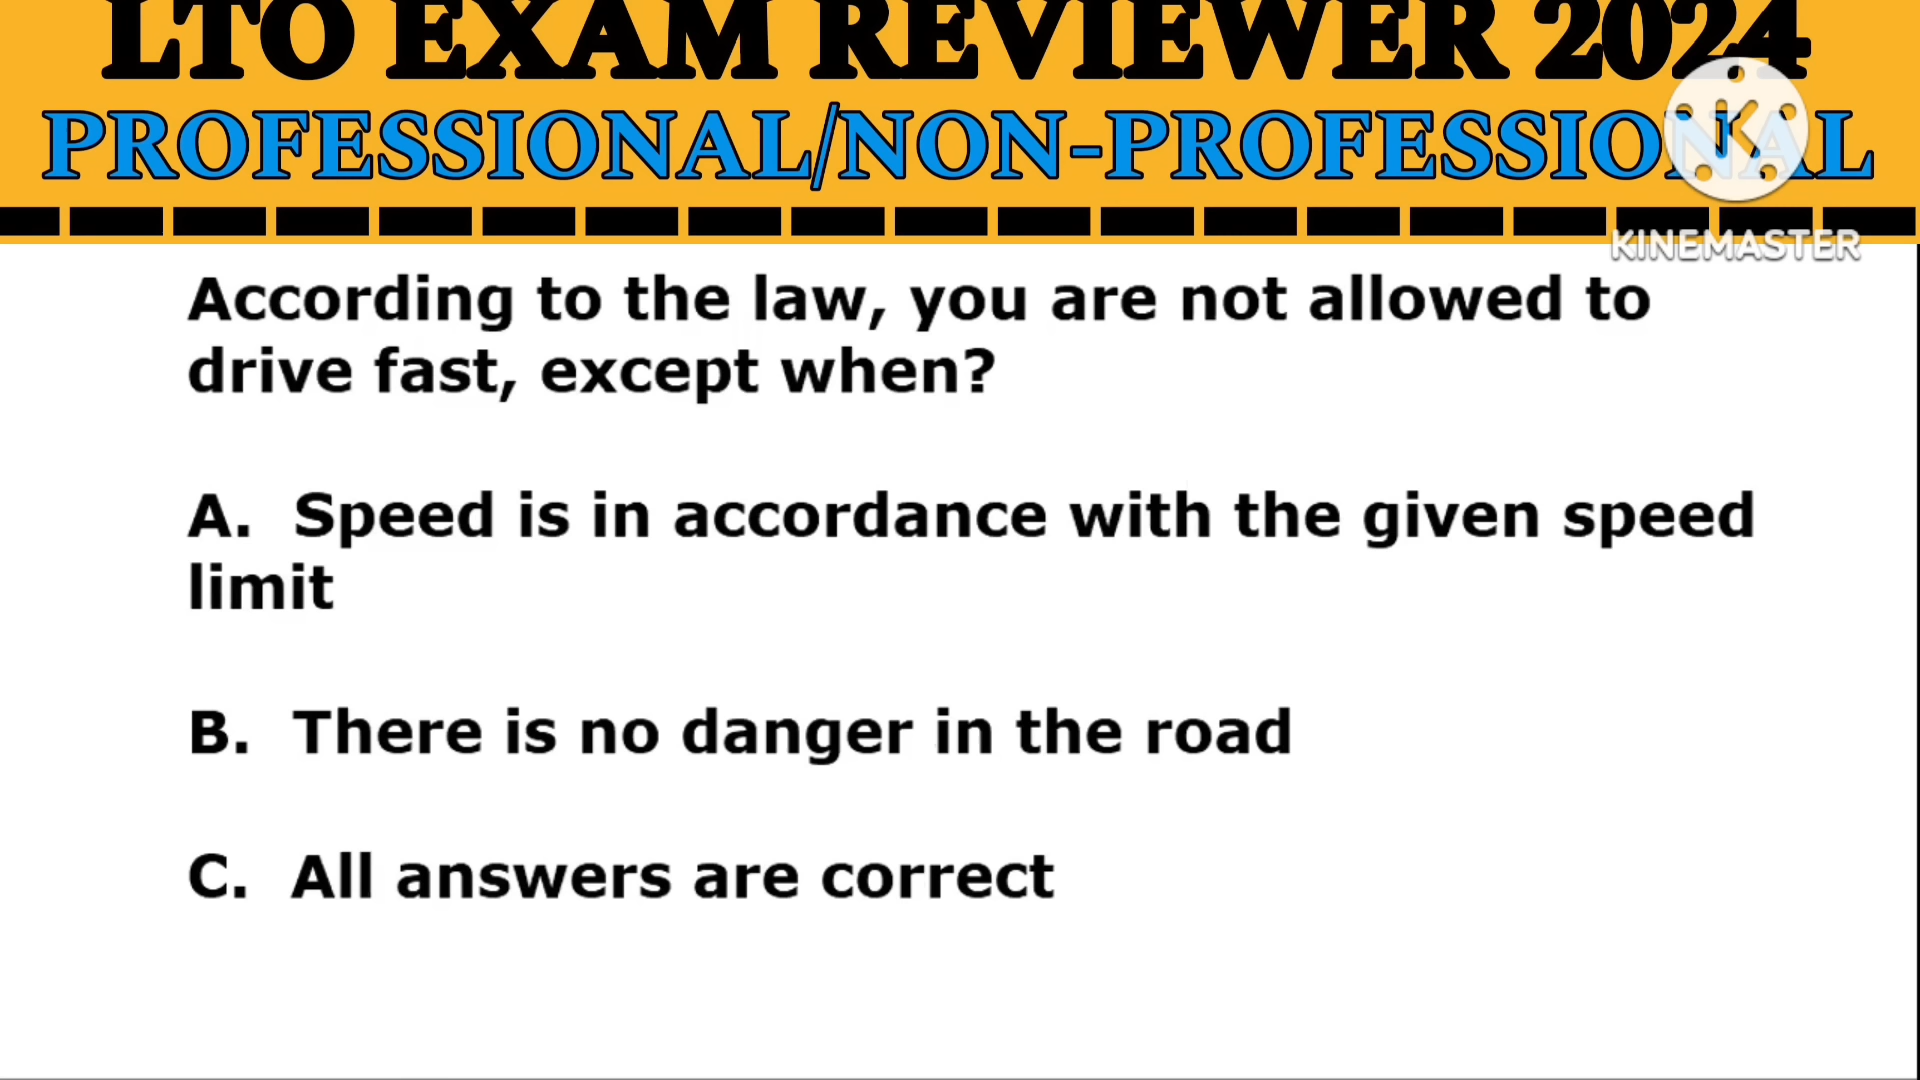 LTO EXAM REVIEWER 2024
PROFESSIONAL/NON-PROFESSIONAL
KINEMASTER
According to the law, you are not allowed to
drive fast, except when?
A. Speed is in accordance with the given speed
limit
B. There is no danger in the road
C. All answers are correct